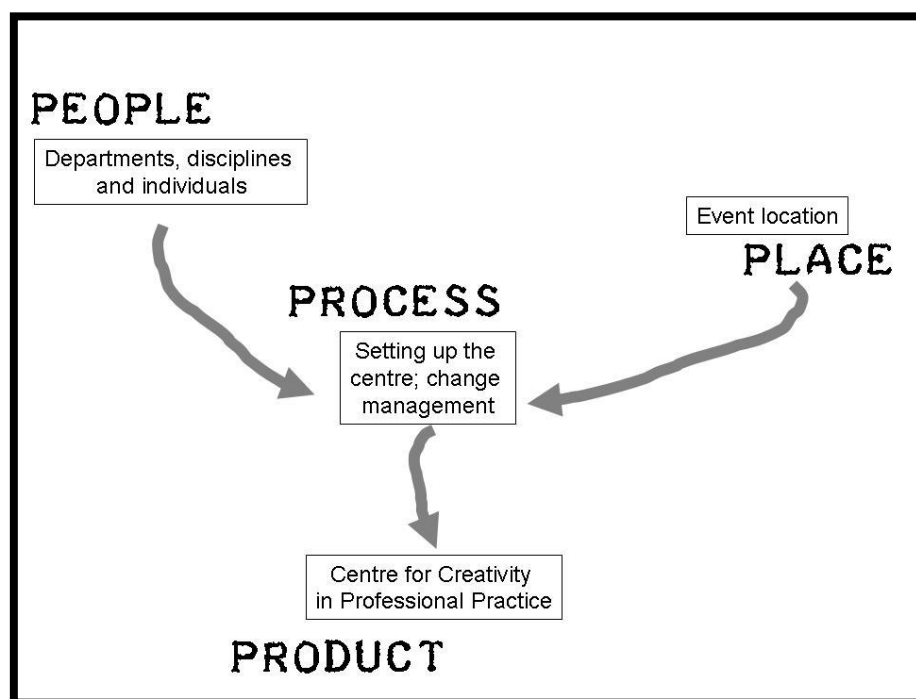 PEOPLE
Departments, disciplines
and individuals
Event location
PLACE
PROCESS
Setting up the
centre; change
management
Centre for Creativity
in Professional Practice
PRODUCT